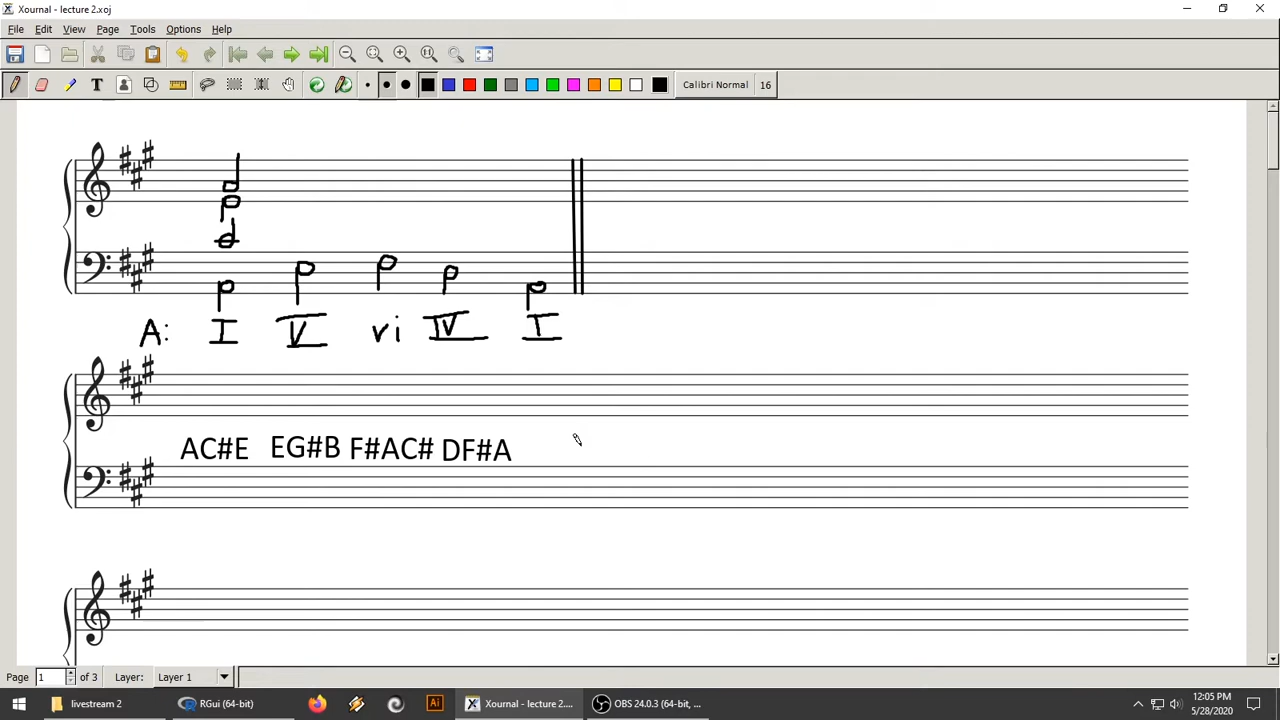 Xournal - lecture 2.xoj
File Edit View Page Tools Options Help
Calibri Normal 16
A: I V vi IV I
AC#E EG#B F#AC# DF#A
Page 1 of 3 Layer: Layer 1
livestream 2 RGui (64-bit) Ai Xournal - lecture 2.... OBS 24.0.3 (64-bit, ...
12:05 PM
5/28/2020